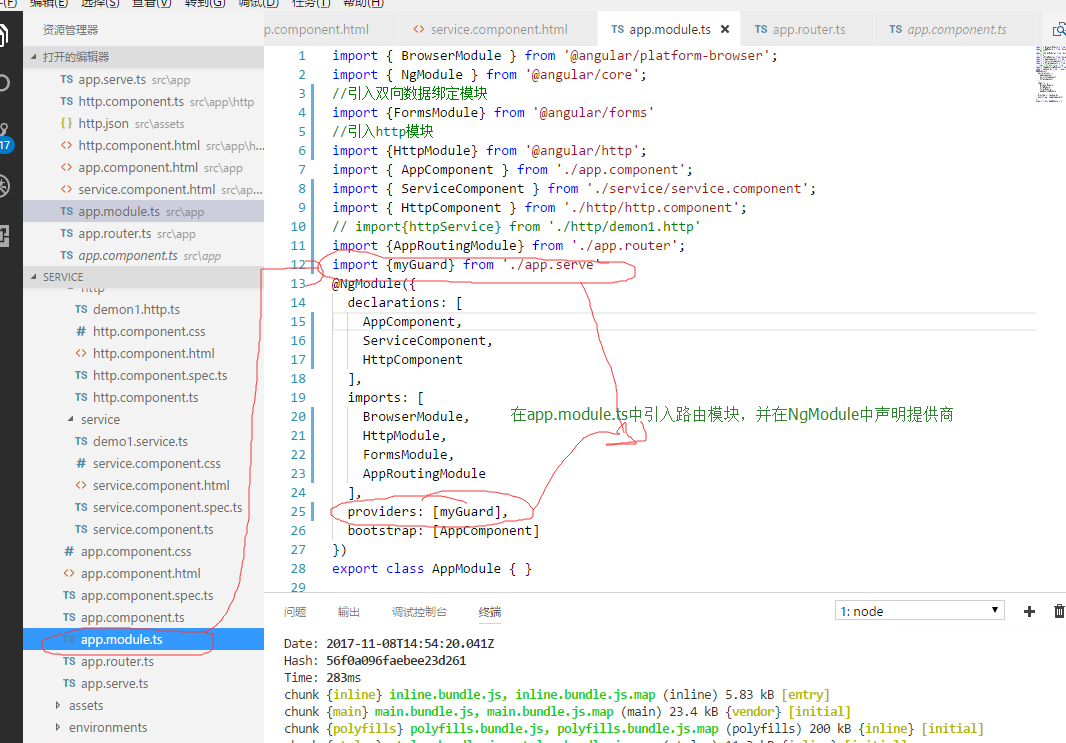 编辑(E) 选择(S) 查看(V) 转到(G) 调试(D) 任务(T) 帮助(H)
资源管理器
打开的编辑器
TS app.serve.ts src\app
TS http.component.ts src\app\http
{} http.json src\assets
<> http.component.html src\app\h...
<> app.component.html src\app
<> service.component.html src\ap...
TS app.module.ts src\app
TS app.router.ts src\app
TS app.component.ts src\app
17
SERVICE
http
TS demon1.http.ts
# http.component.css
<> http.component.html
TS http.component.spec.ts
TS http.component.ts
service
TS demo1.service.ts
# service.component.css
<> service.component.html
TS service.component.spec.ts
TS service.component.ts
# app.component.css
<> app.component.html
TS app.component.spec.ts
TS app.component.ts
TS app.module.ts
TS app.router.ts
TS app.serve.ts
assets
environments
p.component.html <> service.component.html TS app.module.ts × TS app.router.ts TS app.component.ts
1 import { BrowserModule } from '@angular/platform-browser';
2 import { NgModule } from '@angular/core';
3 //引入双向数据绑定模块
4 import {FormsModule} from '@angular/forms'
5 //引入http模块
6 import {HttpModule} from '@angular/http';
7 import { AppComponent } from './app.component';
8 import { ServiceComponent } from './service/service.component';
9 import { HttpComponent } from './http/http.component';
10 // import{httpService} from './http/demon1.http'
11 import {AppRoutingModule} from './app.router';
12 import {myGuard} from './app.serve'
13 @NgModule({
14 declarations: [
15 AppComponent,
16 ServiceComponent,
17 HttpComponent
18 ],
19 imports: [
20 BrowserModule,
21 HttpModule,
22 FormsModule,
23 AppRoutingModule
24 ],
25 providers: [myGuard],
26 bootstrap: [AppComponent]
27 })
28 export class AppModule { }
29
在app.module.ts中引入路由模块，并在NgModule中声明提供商
问题 输出 调试控制台 终端 1: node
Date: 2017-11-08T14:54:20.041Z
Hash: 56f0a096faebee23d261
Time: 283ms
chunk {inline} inline.bundle.js, inline.bundle.js.map (inline) 5.83 kB [entry]
chunk {main} main.bundle.js, main.bundle.js.map (main) 23.4 kB {vendor} [initial]
chunk {polyfills} polyfills.bundle.js, polyfills.bundle.js.map (polyfills) 200 kB {inline} [initial]